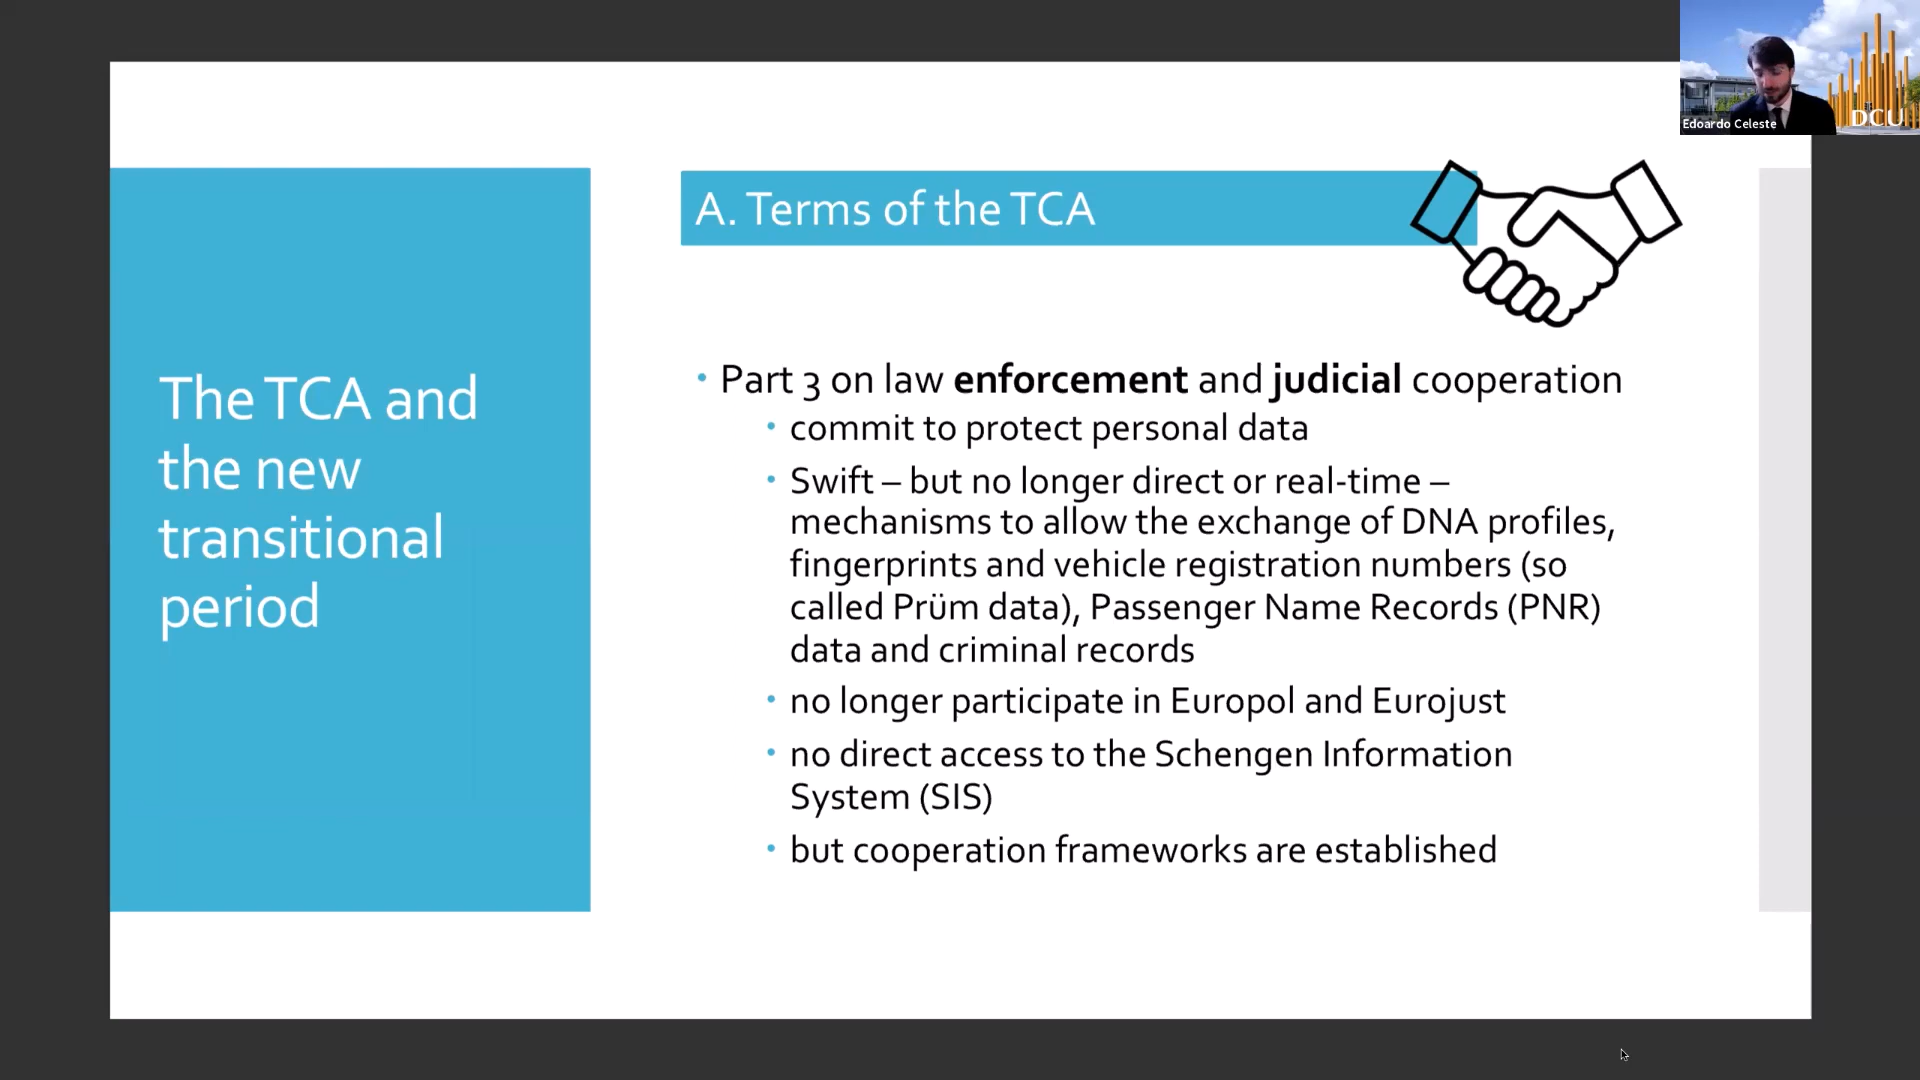 Edoardo Celeste
DCU
The TCA and
the new
transitional
period
A. Terms of the TCA
• Part 3 on law enforcement and judicial cooperation
• commit to protect personal data
• Swift – but no longer direct or real-time –
mechanisms to allow the exchange of DNA profiles,
fingerprints and vehicle registration numbers (so
called Prüm data), Passenger Name Records (PNR)
data and criminal records
• no longer participate in Europol and Eurojust
• no direct access to the Schengen Information
System (SIS)
• but cooperation frameworks are established